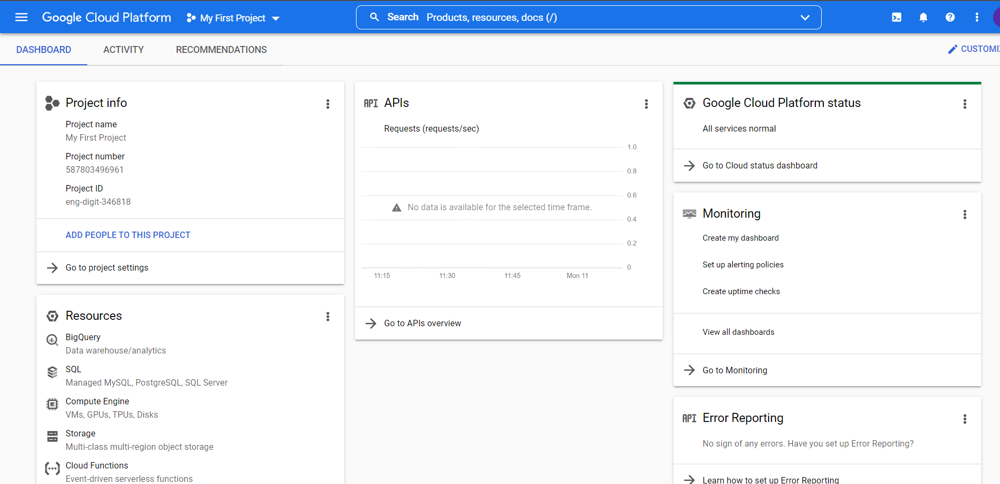 Google Cloud Platform
My First Project
Search Products, resources, docs (/)
DASHBOARD
ACTIVITY
RECOMMENDATIONS
Project info
Project name
My First Project
Project number
587803496961
Project ID
eng-digit-346818
ADD PEOPLE TO THIS PROJECT
Go to project settings
Resources
BigQuery
Data warehouse/analytics
SQL
Managed MySQL, PostgreSQL, SQL Server
Compute Engine
VMs, GPUs, TPUs, Disks
Storage
Multi-class multi-region object storage
Cloud Functions
Event-driven serverless functions
API APIs
Requests (requests/sec)
1.0
0.8
0.6
No data is available for the selected time frame.
0.4
0.2
0
11:15 11:30 11:45 Mon 11
Go to APIs overview
Google Cloud Platform status
All services normal
Go to Cloud status dashboard
Monitoring
Create my dashboard
Set up alerting policies
Create uptime checks
View all dashboards
Go to Monitoring
API Error Reporting
No sign of any errors. Have you set up Error Reporting?
Learn how to set up Error Reporting